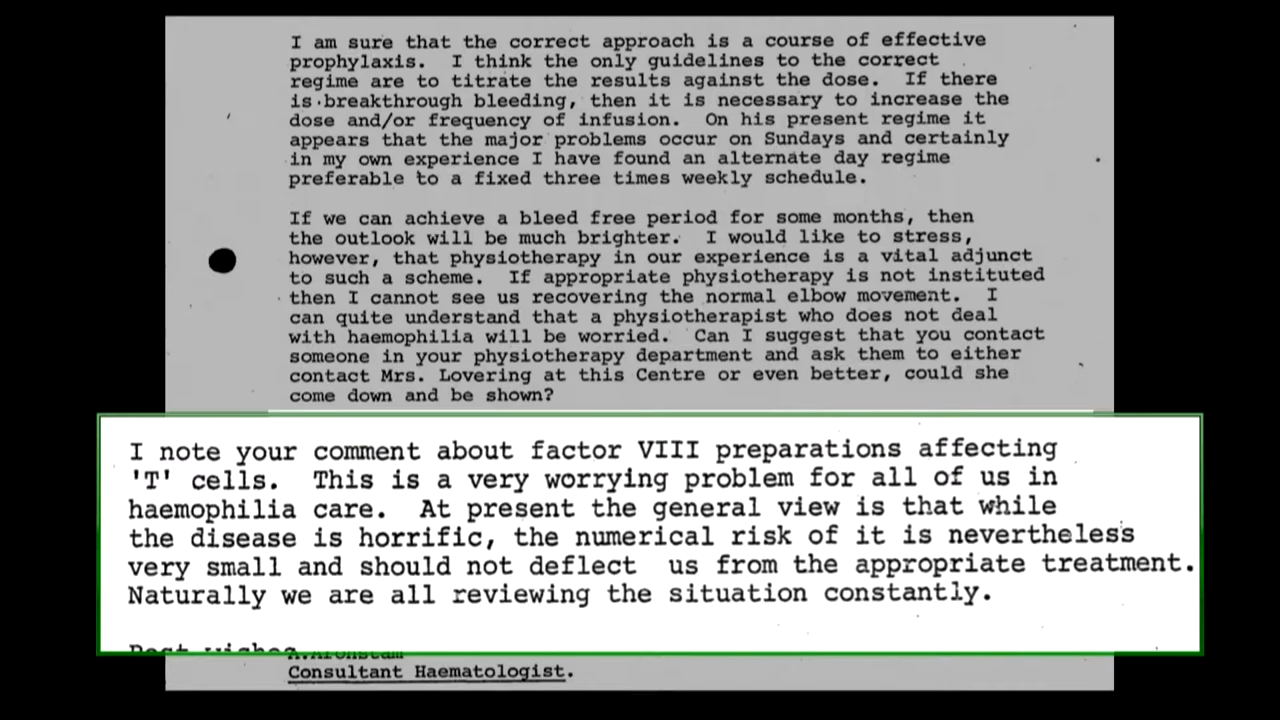 I am sure that the correct approach is a course of effective
prophylaxis. I think the only guidelines to the correct
regime are to titrate the results against the dose. If there
is breakthrough bleeding, then it is necessary to increase the
dose and/or frequency of infusion. On his present regime it
appears that the major problems occur on Sundays and certainly
in my own experience I have found an alternate day regime
preferable to a fixed three times weekly schedule.
If we can achieve a bleed free period for some months, then
the outlook will be much brighter. I would like to stress,
however, that physiotherapy in our experience is a vital adjunct
to such a scheme. If appropriate physiotherapy is not instituted
then I cannot see us recovering the normal elbow movement. I
can quite understand that a physiotherapist who does not deal
with haemophilia will be worried. Can I suggest that you contact
someone in your physiotherapy department and ask them to either
contact Mrs. Lovering at this Centre or even better, could she
come down and be shown?
I note your comment about factor VIII preparations affecting
'T' cells. This is a very worrying problem for all of us in
haemophilia care. At present the general view is that while
the disease is horrific, the numerical risk of it is nevertheless
very small and should not deflect us from the appropriate treatment.
Naturally we are all reviewing the situation constantly.
Best wishes
Consultant Haematologist.